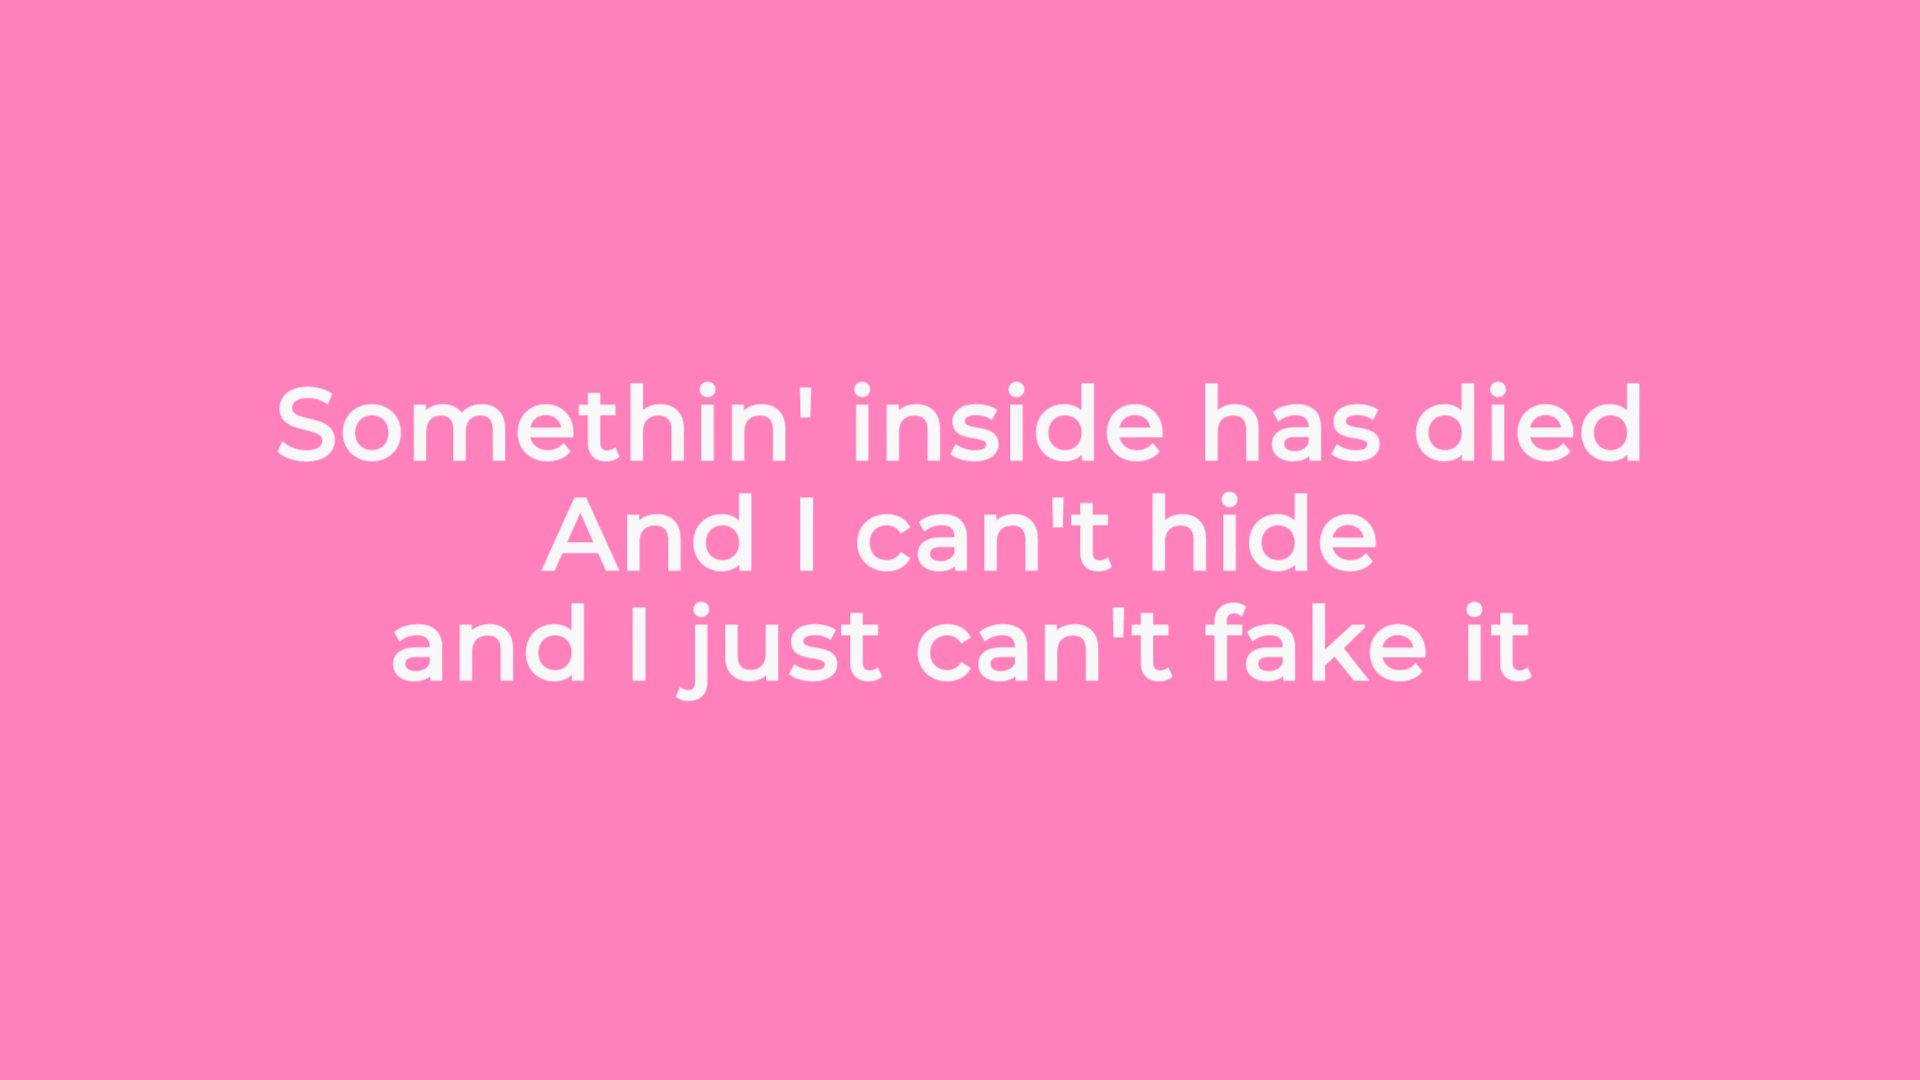 Somethin' inside has died
And I can't hide
and I just can't fake it